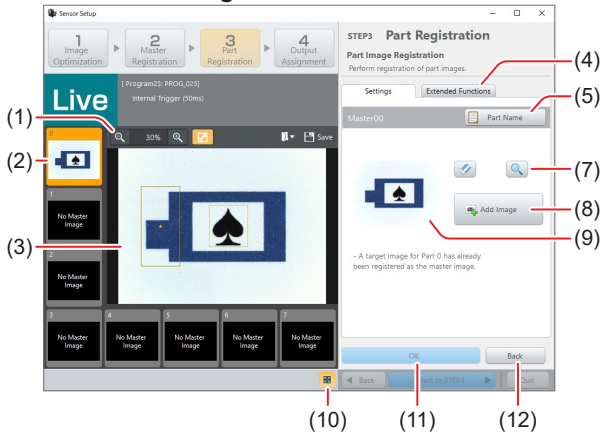 Sensor Setup
1
Image
Optimization
2
Master
Registration
3
Part
Registration
4
Output
Assignment
Live
[ Program25: PROG_025]
Internal Trigger (50ms)
30%
Save
0
1
No Master
Image
2
No Master
Image
3
No Master
Image
4
No Master
Image
5
No Master
Image
6
No Master
Image
7
No Master
Image
STEP3 Part Registration
Part Image Registration
Perform registration of part images.
Settings
Extended Functions
Master00
Part Name
Add Image
- A target image for Part 0 has already
been registered as the master image.
OK
Back
Back
to STEP4
Quit
(1)
(2)
(3)
(4)
(5)
(7)
(8)
(9)
(10)
(11)
(12)